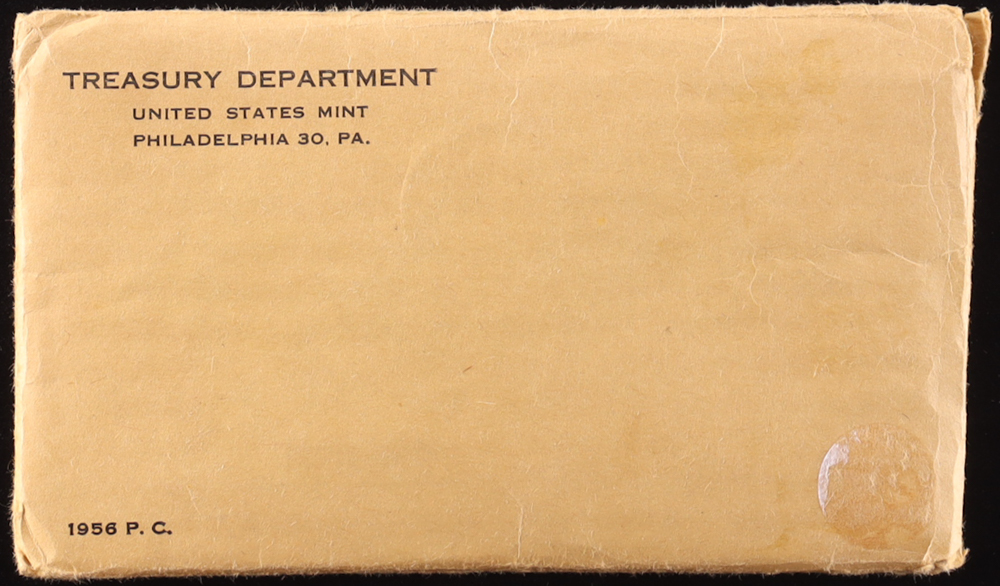 TREASURY DEPARTMENT
UNITED STATES MINT
PHILADELPHIA 30, PA.
1956 P. C.